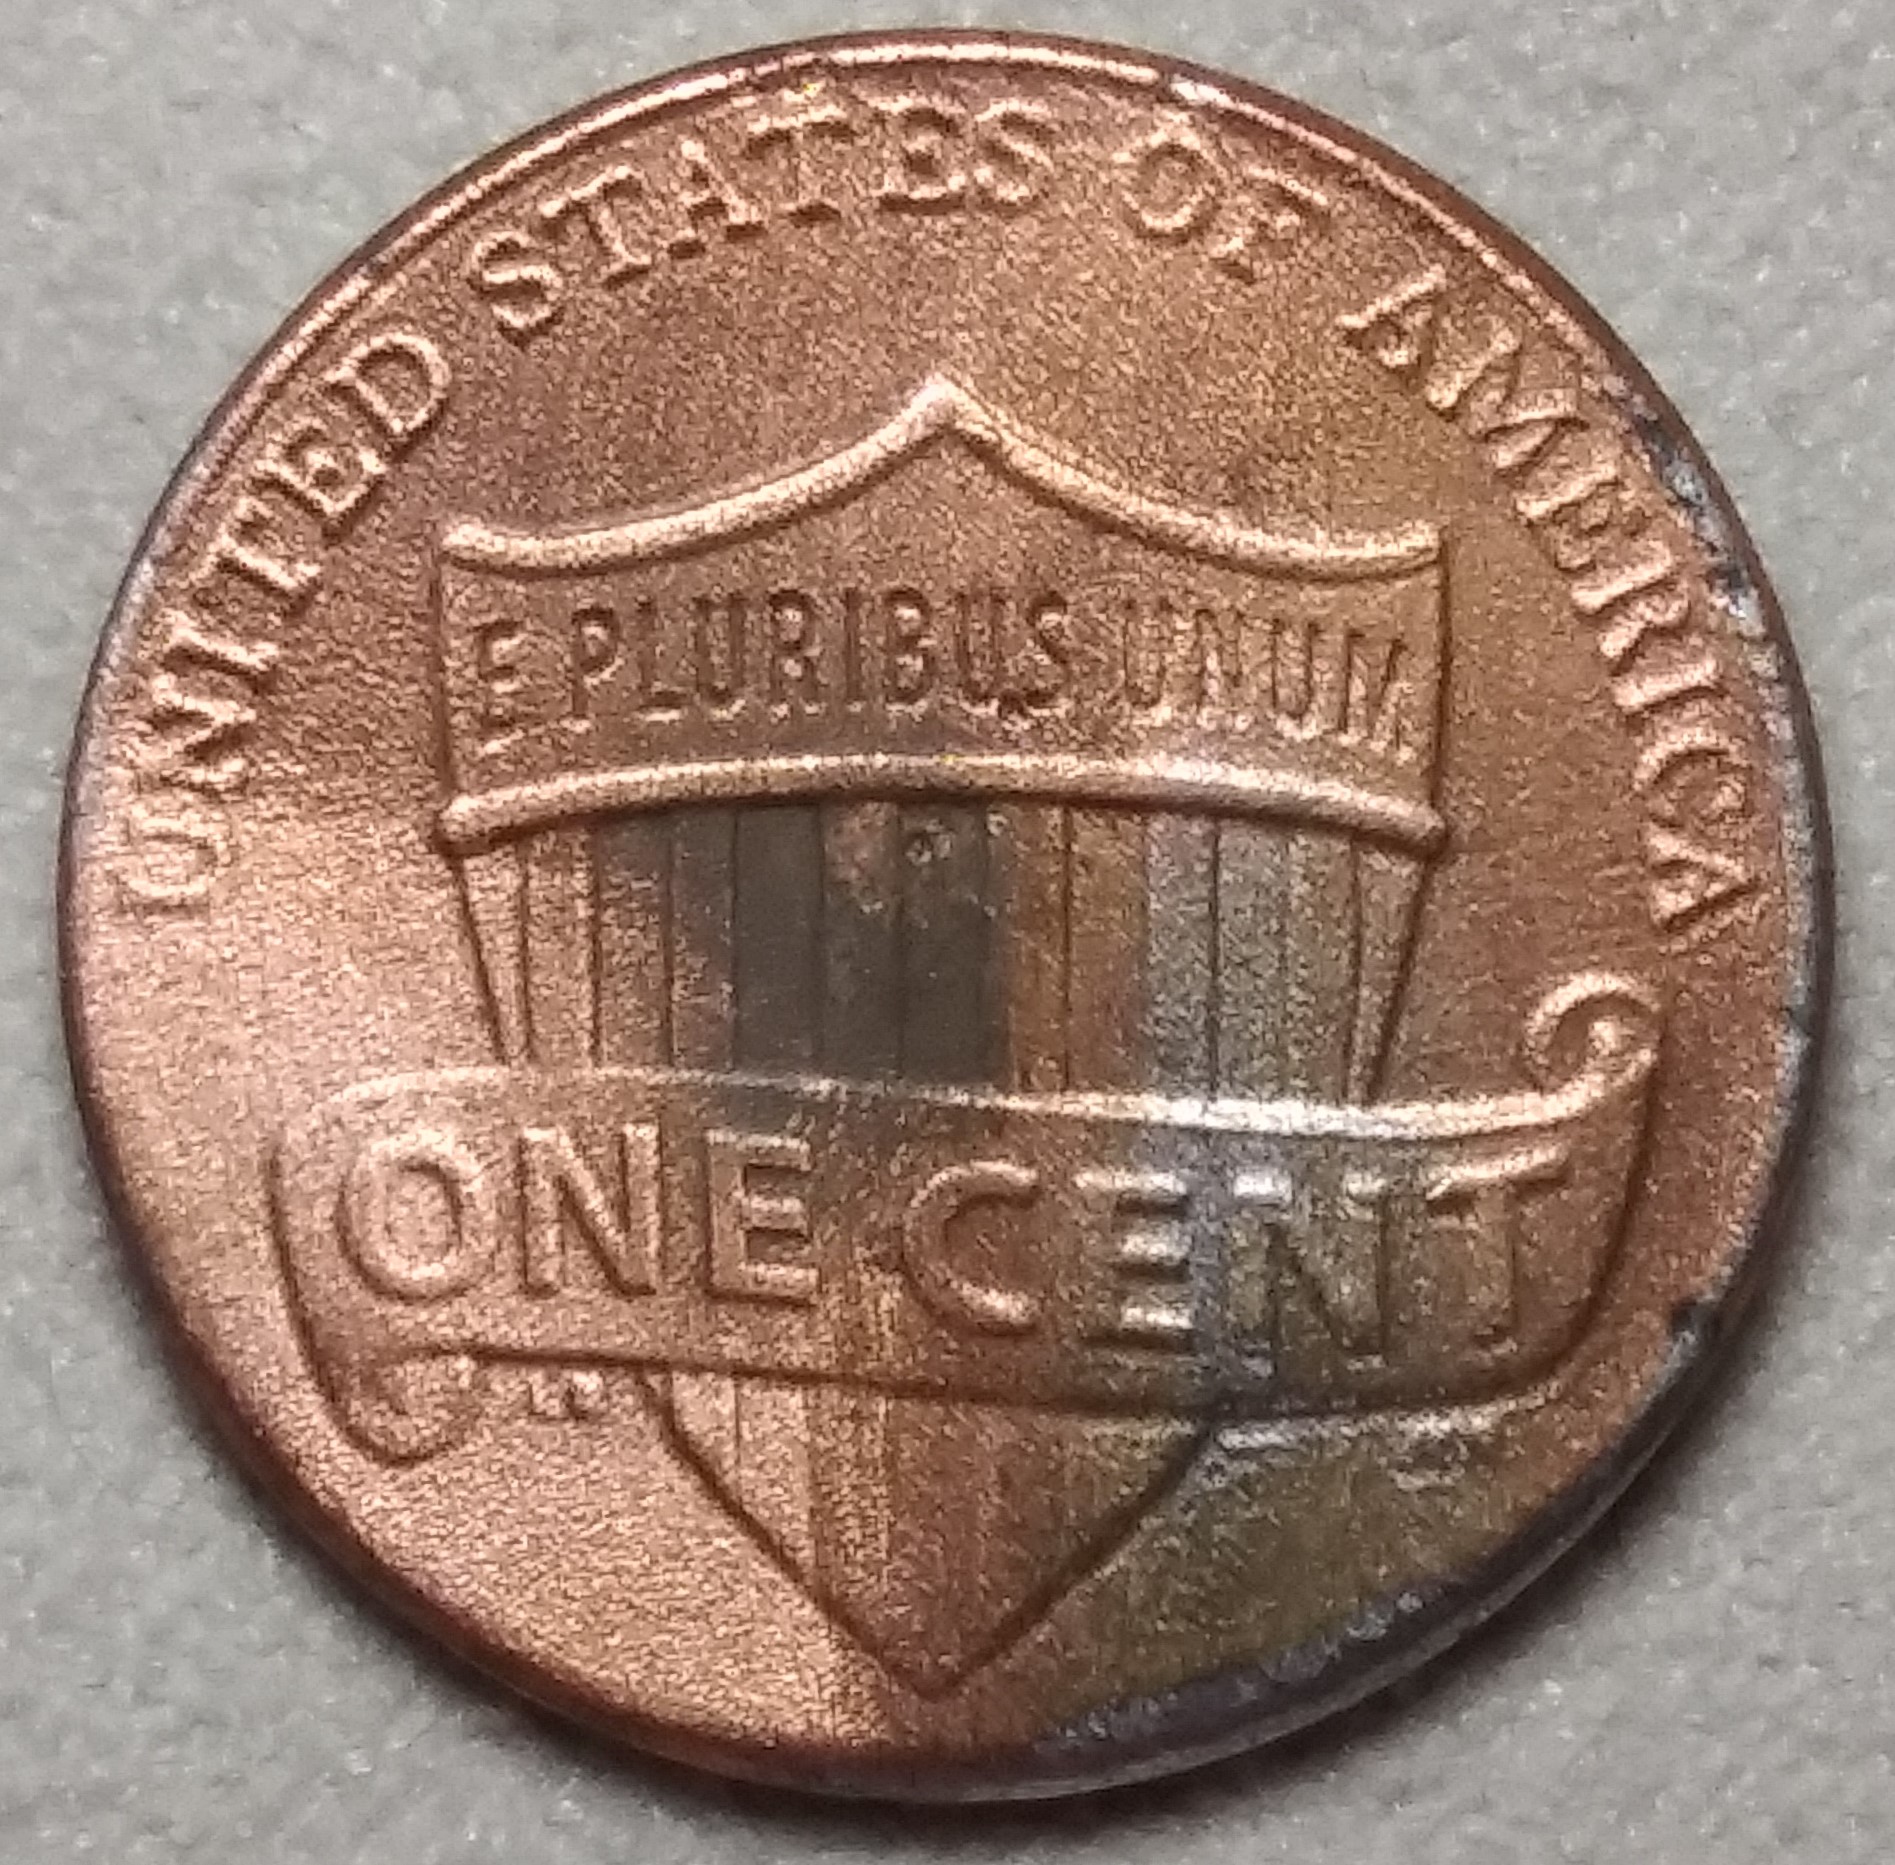 UNITED STATES OF AMERICA
E PLURIBUS UNUM
ONE CENT